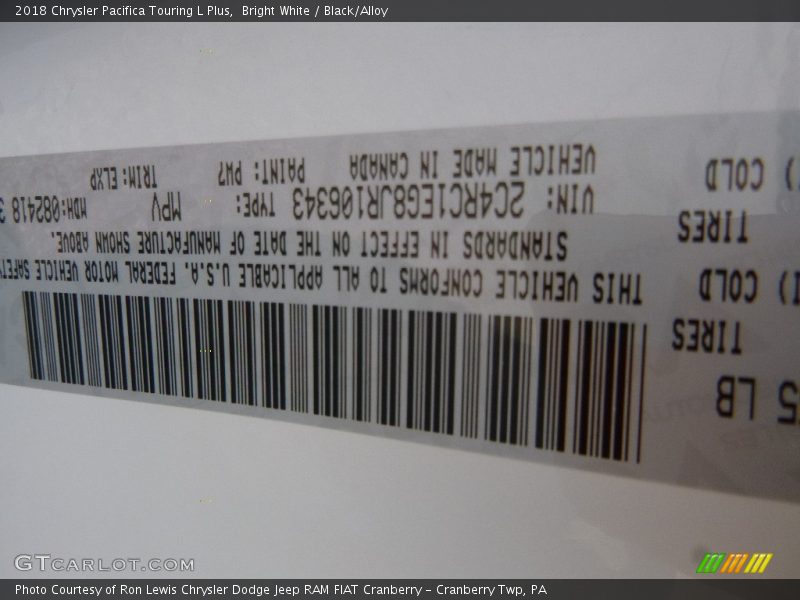 2018 Chrysler Pacifica Touring L Plus, Bright White / Black/Alloy
5 LB
TIRES
) COLD THIS VEHICLE CONFORMS TO ALL APPLICABLE U.S.A. FEDERAL MOTOR VEHICLE SAFETY
STANDARDS IN EFFECT ON THE DATE OF MANUFACTURE SHOWN ABOVE.
TIRES VIN: 2C4RC1EG8JR106343 TYPE: MPV MDH:082418 3
) COLD VEHICLE MADE IN CANADA PAINT: PW7 TRIM: ELXP
GTCARLOT.COM
Photo Courtesy of Ron Lewis Chrysler Dodge Jeep RAM FIAT Cranberry – Cranberry Twp, PA